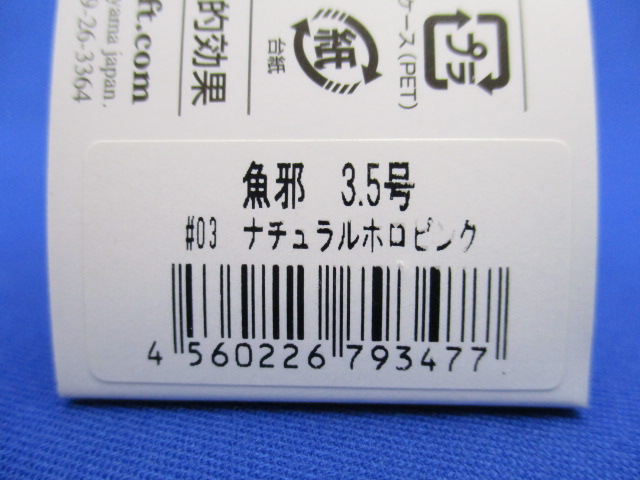 ft.com
yama japan.
9-26-3364
的効果
紙
台紙
プラ
ケース(PET)
魚邪 3.5号
#03 ナチュラルホロピンク
4 560226 793477